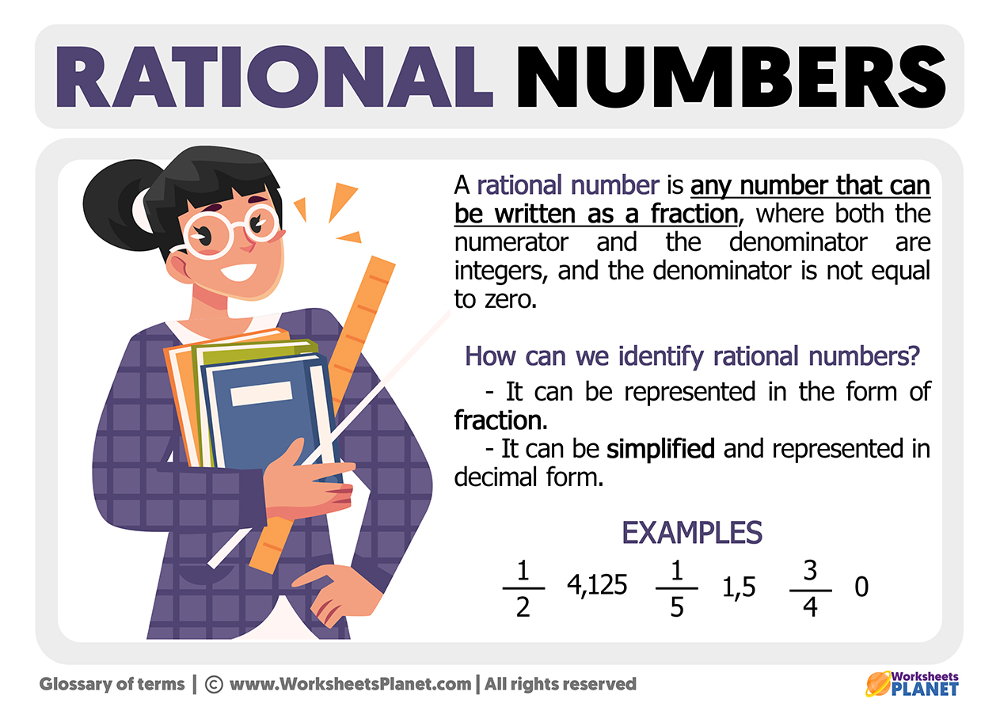 RATIONAL NUMBERS
A rational number is any number that can
be written as a fraction, where both the
numerator and the denominator are
integers, and the denominator is not equal
to zero.
How can we identify rational numbers?
- It can be represented in the form of
fraction.
- It can be simplified and represented in
decimal form.
EXAMPLES
1/2 4,125 1/5 1,5 3/4 0
Glossary of terms | © www.WorksheetsPlanet.com | All rights reserved
Worksheets
PLANET